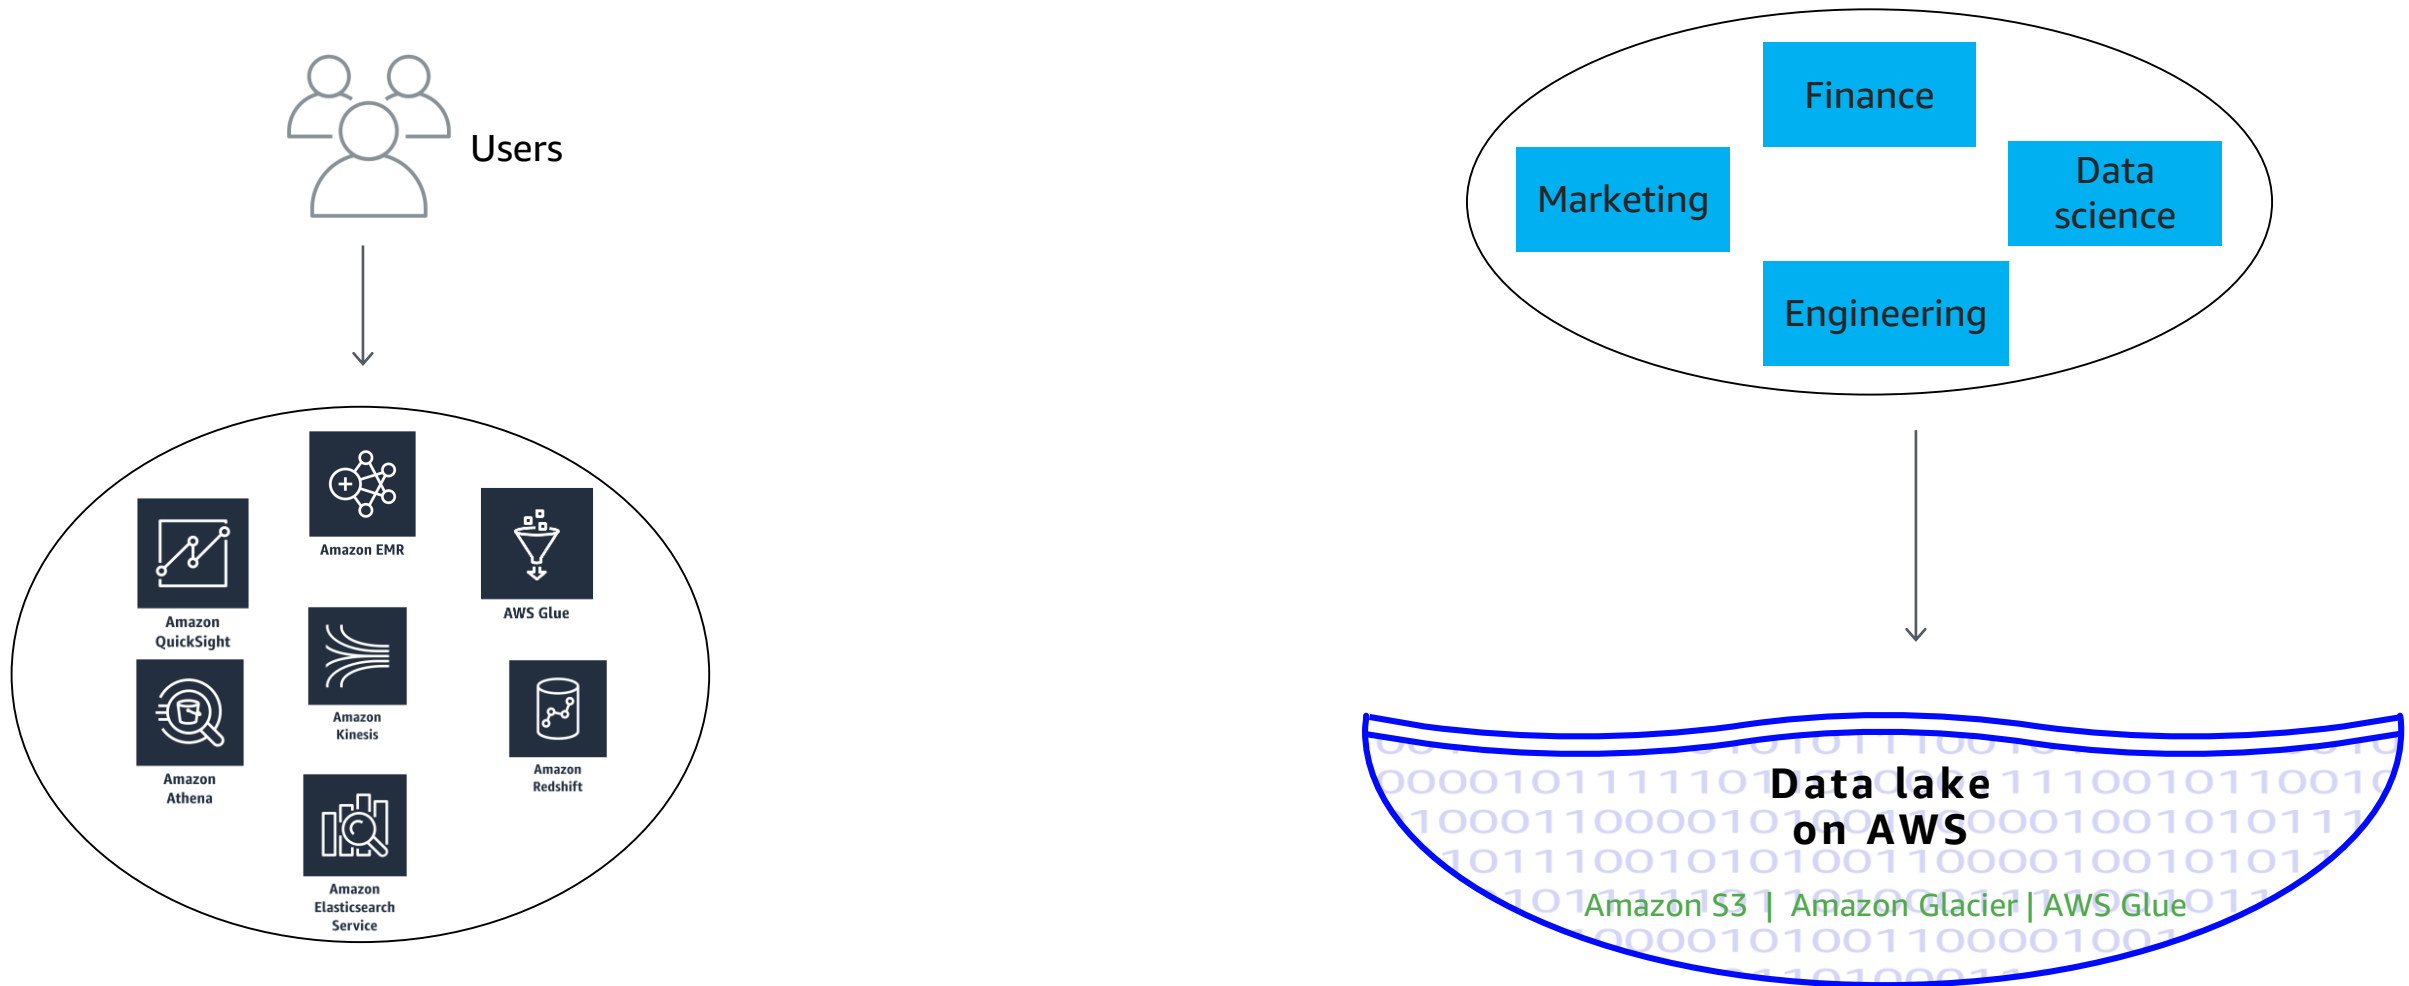 Users
Amazon EMR
Amazon
QuickSight
AWS Glue
Amazon
Kinesis
Amazon
Athena
Amazon
Redshift
Amazon
Elasticsearch
Service
Finance
Marketing
Data
science
Engineering
Data lake
on AWS
Amazon S3 | Amazon Glacier | AWS Glue